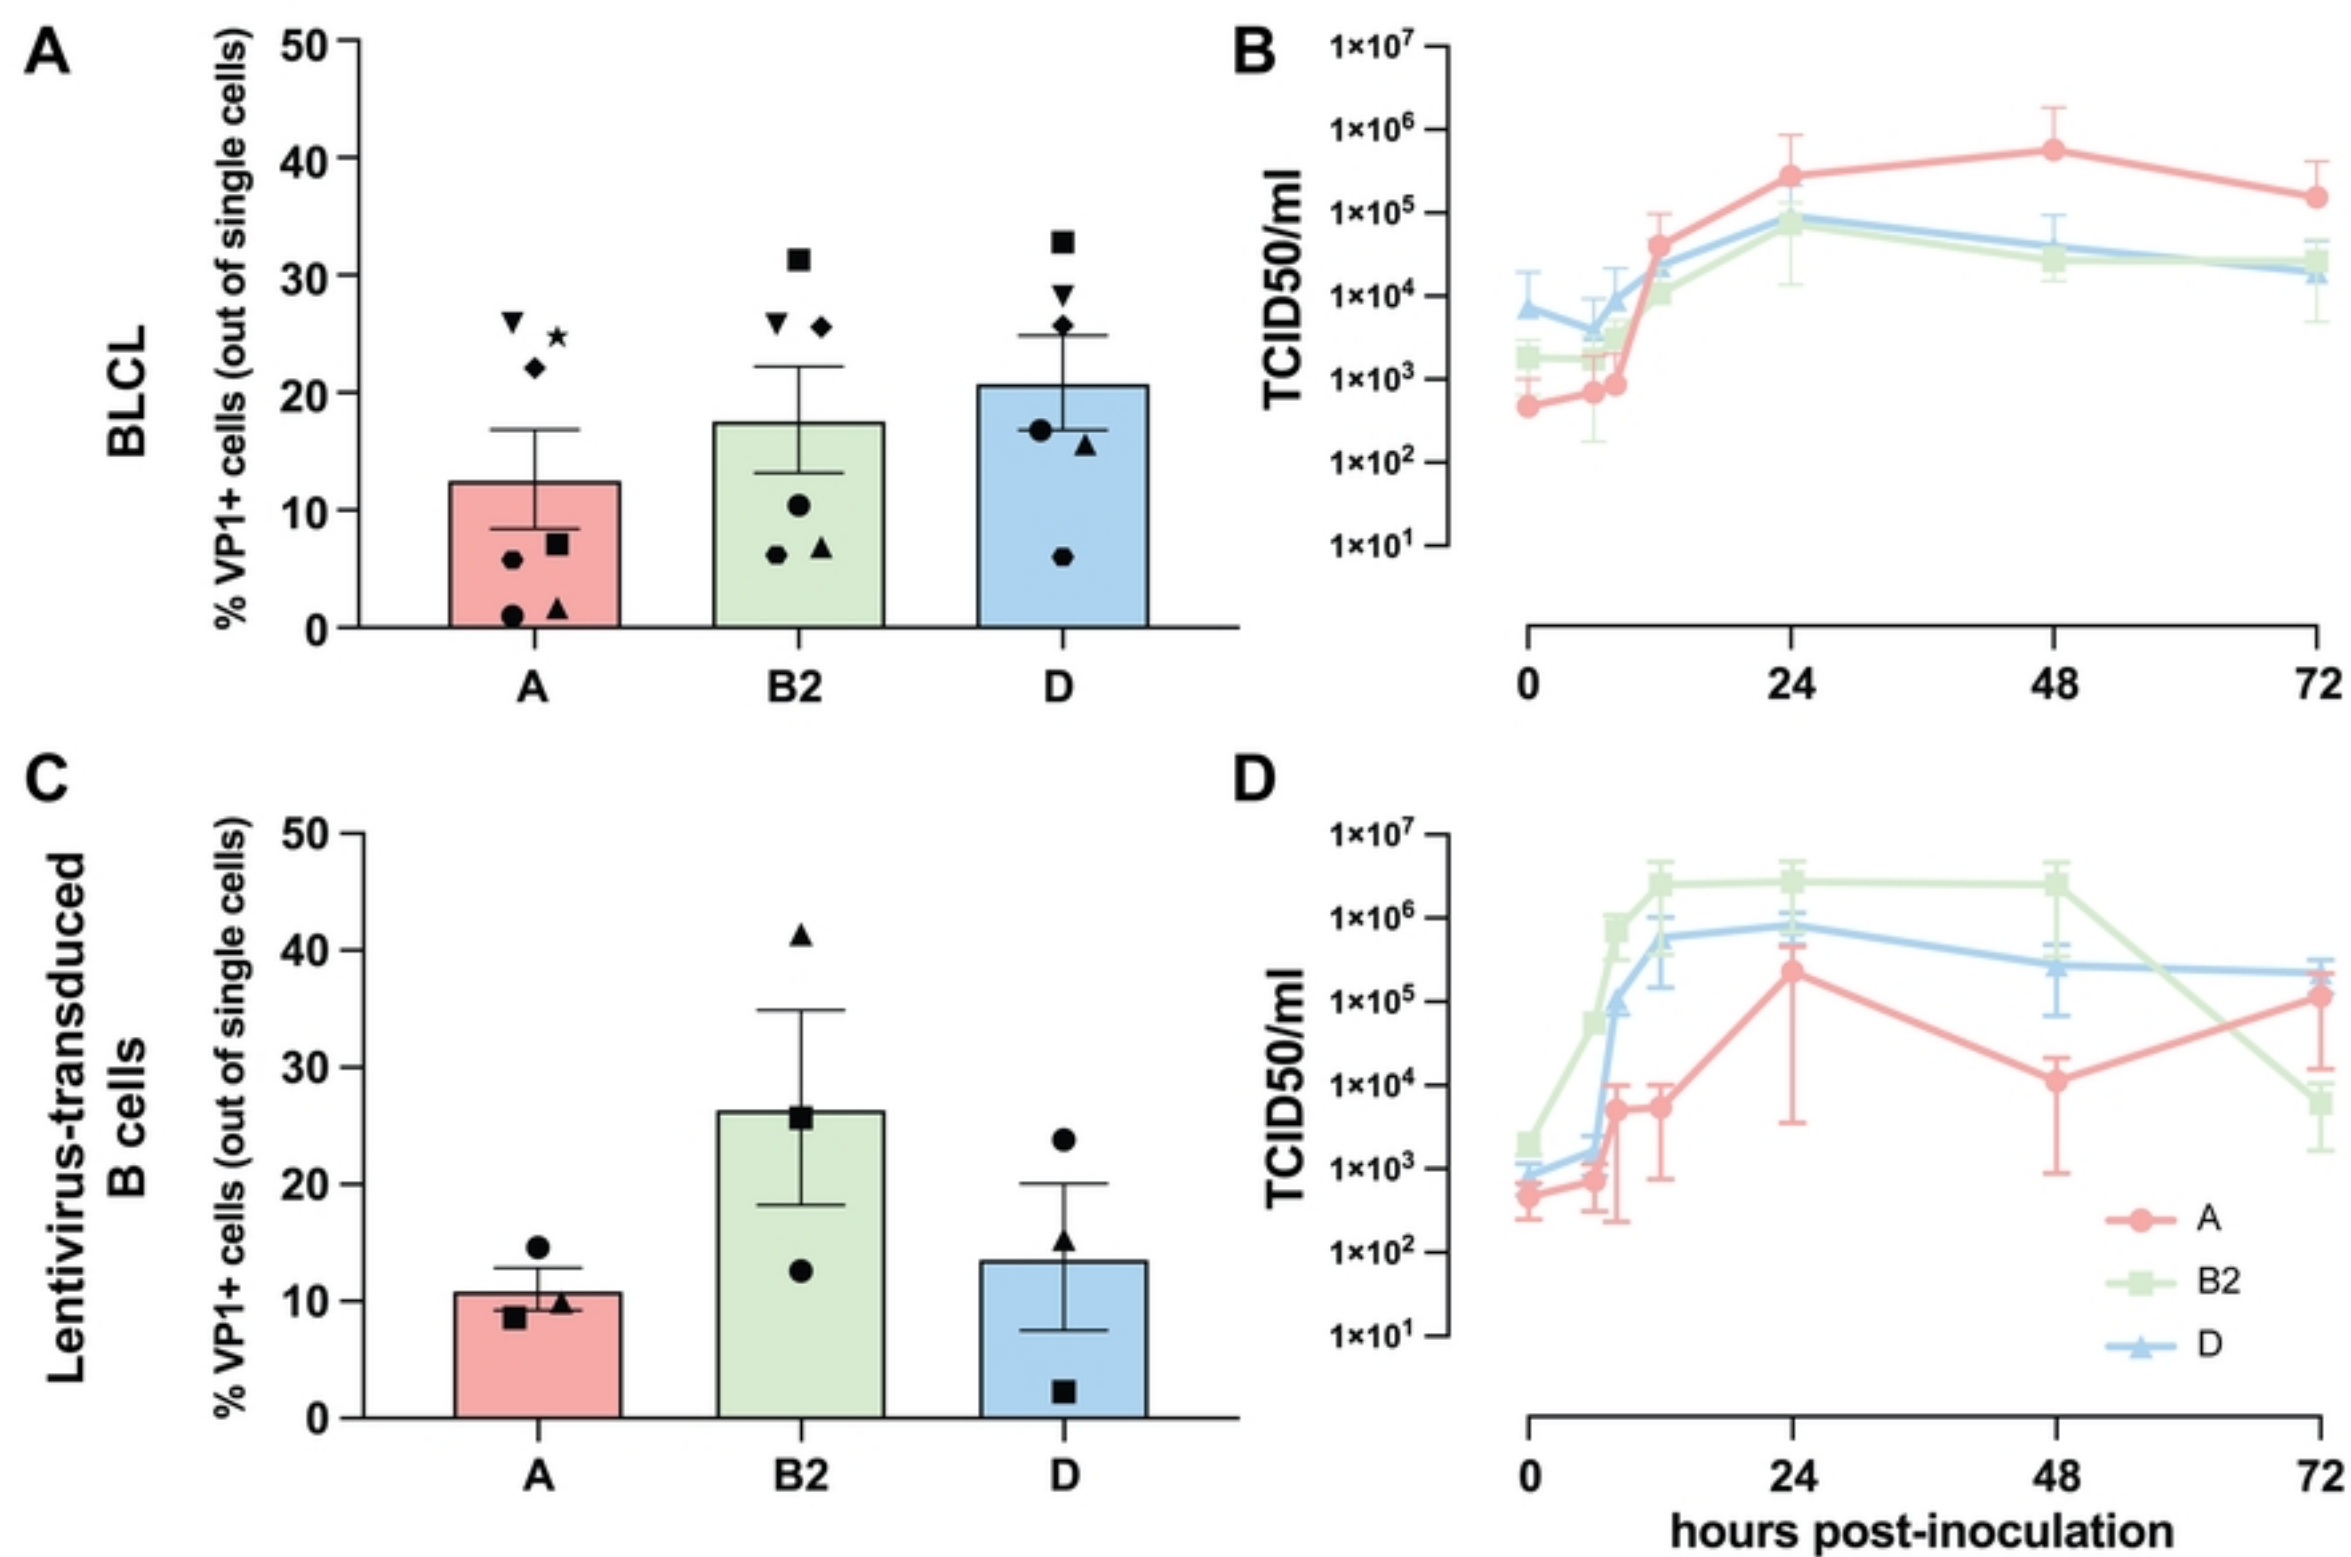 A
BLCL
% VP1+ cells (out of single cells)
50
40
30
20
10
0
A B2 D
B
TCID50/ml
1×10⁷
1×10⁶
1×10⁵
1×10⁴
1×10³
1×10²
1×10¹
0 24 48 72
C
Lentivirus-transduced
B cells
% VP1+ cells (out of single cells)
50
40
30
20
10
0
A B2 D
D
TCID50/ml
1×10⁷
1×10⁶
1×10⁵
1×10⁴
1×10³
1×10²
1×10¹
A
B2
D
0 24 48 72
hours post-inoculation